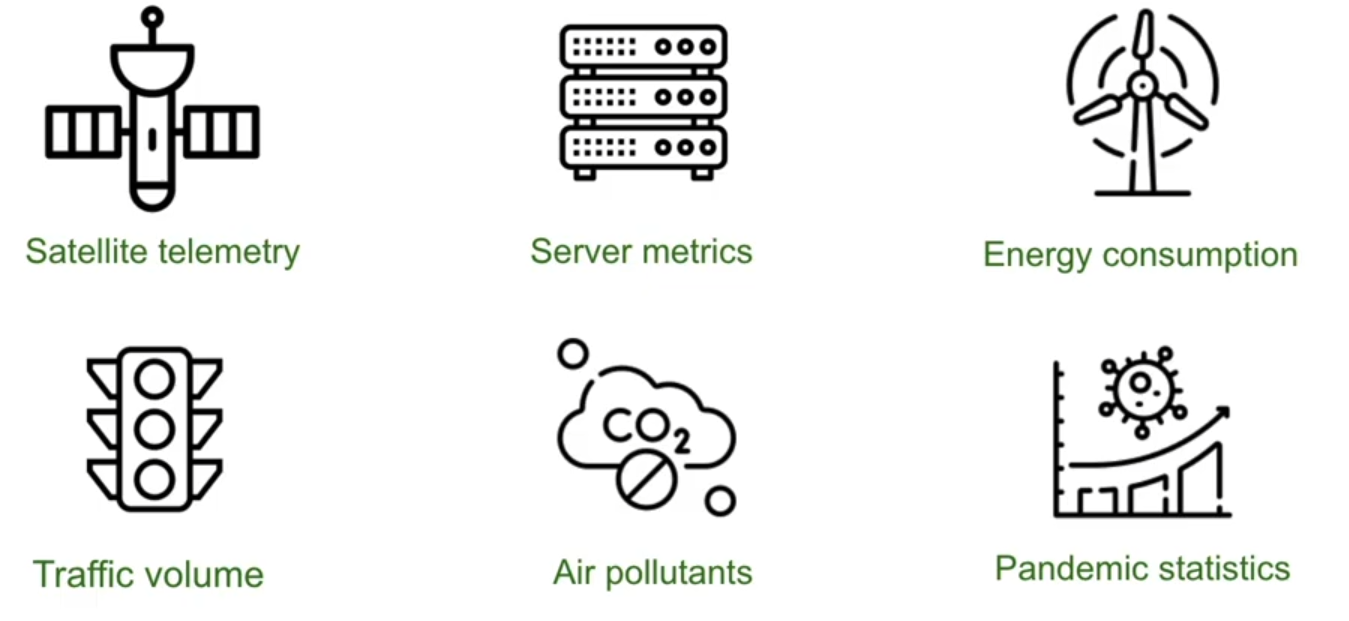 Satellite telemetry
Server metrics
Energy consumption
Traffic volume
CO2
Air pollutants
Pandemic statistics